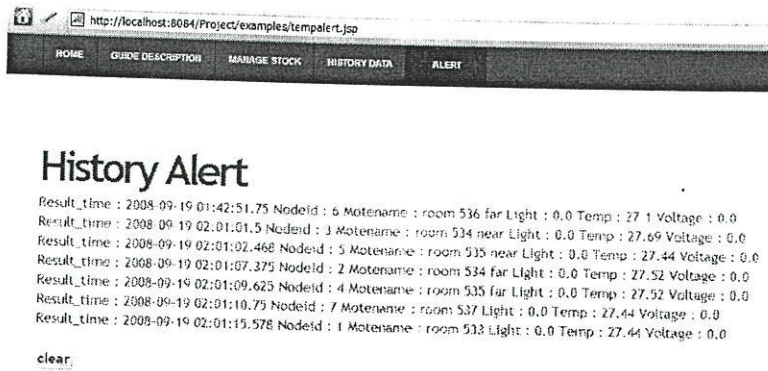 http://localhost:8084/Project/examples/tempalert.jsp
HOME GUIDE DESCRIPTION MANAGE STOCK HISTORY DATA ALERT
History Alert
Result_time : 2008-09-19 01:42:51.75 Nodeid : 6 Motename : room 536 far Light : 0.0 Temp : 27.1 Voltage : 0.0
Result_time : 2008-09-19 02:01:01.5 Nodeid : 3 Motename : room 534 near Light : 0.0 Temp : 27.69 Voltage : 0.0
Result_time : 2008-09-19 02:01:02.468 Nodeid : 5 Motename : room 535 near Light : 0.0 Temp : 27.44 Voltage : 0.0
Result_time : 2008-09-19 02:01:07.375 Nodeid : 2 Motename : room 534 far Light : 0.0 Temp : 27.52 Voltage : 0.0
Result_time : 2008-09-19 02:01:09.625 Nodeid : 4 Motename : room 535 far Light : 0.0 Temp : 27.52 Voltage : 0.0
Result_time : 2008-09-19 02:01:10.75 Nodeid : 7 Motename : room 537 Light : 0.0 Temp : 27.44 Voltage : 0.0
Result_time : 2008-09-19 02:01:15.578 Nodeid : 1 Motename : room 533 Light : 0.0 Temp : 27.44 Voltage : 0.0
clear